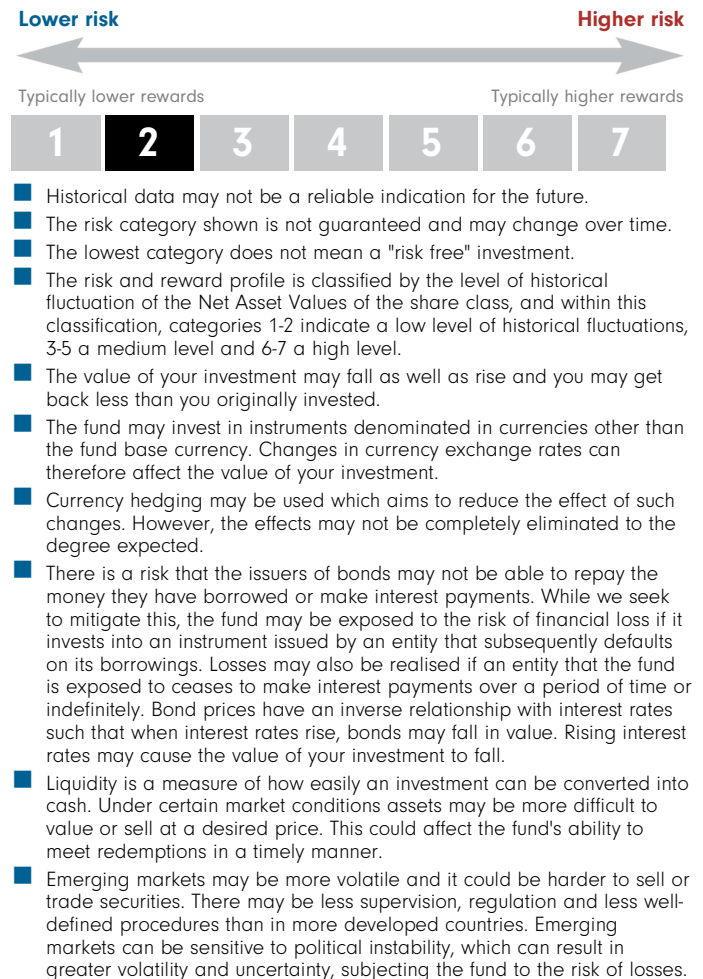 Lower risk Higher risk
Typically lower rewards Typically higher rewards
1 2 3 4 5 6 7
Historical data may not be a reliable indication for the future.
The risk category shown is not guaranteed and may change over time.
The lowest category does not mean a "risk free" investment.
The risk and reward profile is classified by the level of historical
fluctuation of the Net Asset Values of the share class, and within this
classification, categories 1-2 indicate a low level of historical fluctuations,
3-5 a medium level and 6-7 a high level.
The value of your investment may fall as well as rise and you may get
back less than you originally invested.
The fund may invest in instruments denominated in currencies other than
the fund base currency. Changes in currency exchange rates can
therefore affect the value of your investment.
Currency hedging may be used which aims to reduce the effect of such
changes. However, the effects may not be completely eliminated to the
degree expected.
There is a risk that the issuers of bonds may not be able to repay the
money they have borrowed or make interest payments. While we seek
to mitigate this, the fund may be exposed to the risk of financial loss if it
invests into an instrument issued by an entity that subsequently defaults
on its borrowings. Losses may also be realised if an entity that the fund
is exposed to ceases to make interest payments over a period of time or
indefinitely. Bond prices have an inverse relationship with interest rates
such that when interest rates rise, bonds may fall in value. Rising interest
rates may cause the value of your investment to fall.
Liquidity is a measure of how easily an investment can be converted into
cash. Under certain market conditions assets may be more difficult to
value or sell at a desired price. This could affect the fund's ability to
meet redemptions in a timely manner.
Emerging markets may be more volatile and it could be harder to sell or
trade securities. There may be less supervision, regulation and less well-
defined procedures than in more developed countries. Emerging
markets can be sensitive to political instability, which can result in
greater volatility and uncertainty, subjecting the fund to the risk of losses.